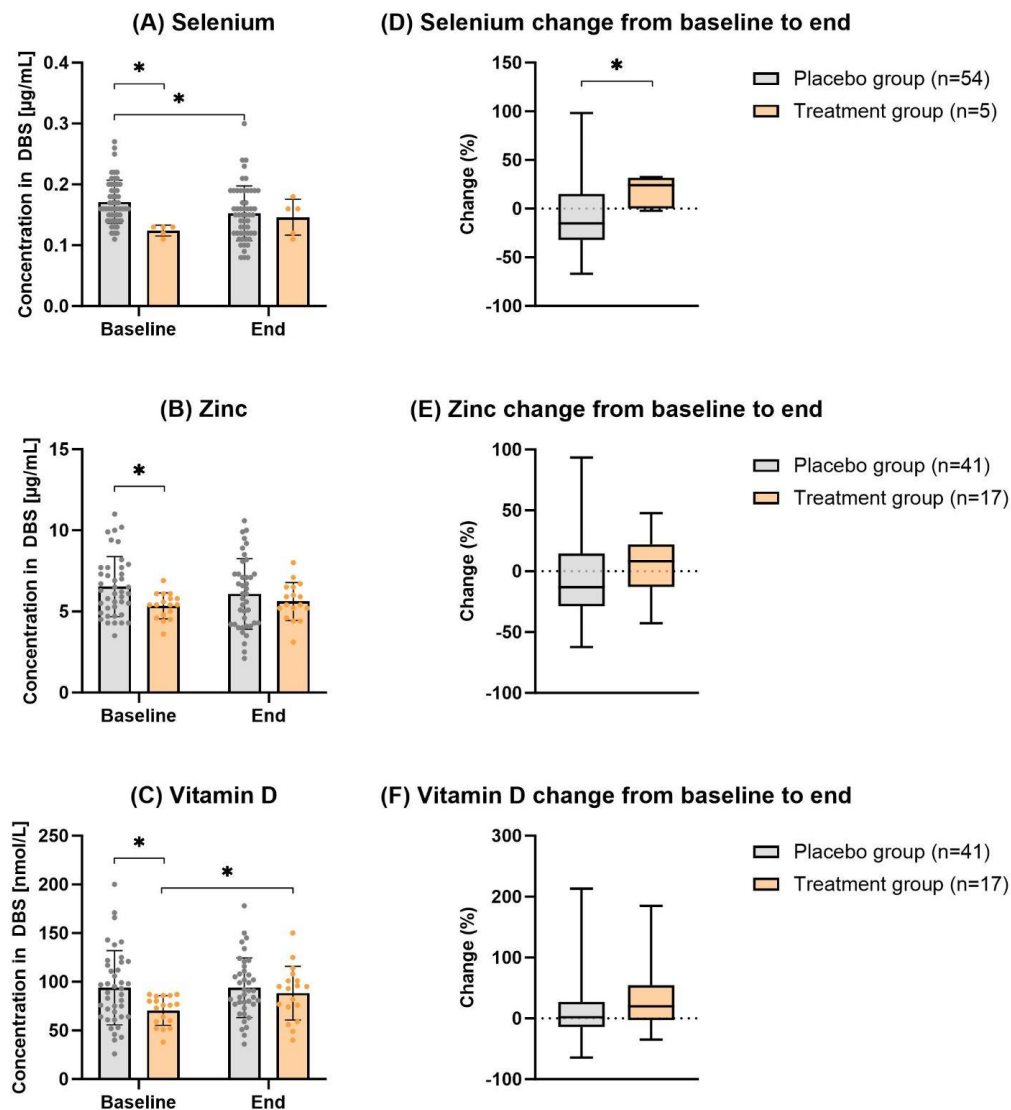 (A) Selenium
Concentration in DBS [µg/mL]
0.4
0.3
0.2
0.1
0.0
*
*
Baseline
End
(D) Selenium change from baseline to end
Change (%)
150
100
50
0
-50
-100
*
Placebo group (n=54)
Treatment group (n=5)
(B) Zinc
Concentration in DBS [µg/mL]
15
10
5
0
*
Baseline
End
(E) Zinc change from baseline to end
Change (%)
100
50
0
-50
-100
Placebo group (n=41)
Treatment group (n=17)
(C) Vitamin D
Concentration in DBS [nmol/L]
250
200
150
100
50
0
*
*
Baseline
End
(F) Vitamin D change from baseline to end
Change (%)
300
200
100
0
-100
Placebo group (n=41)
Treatment group (n=17)